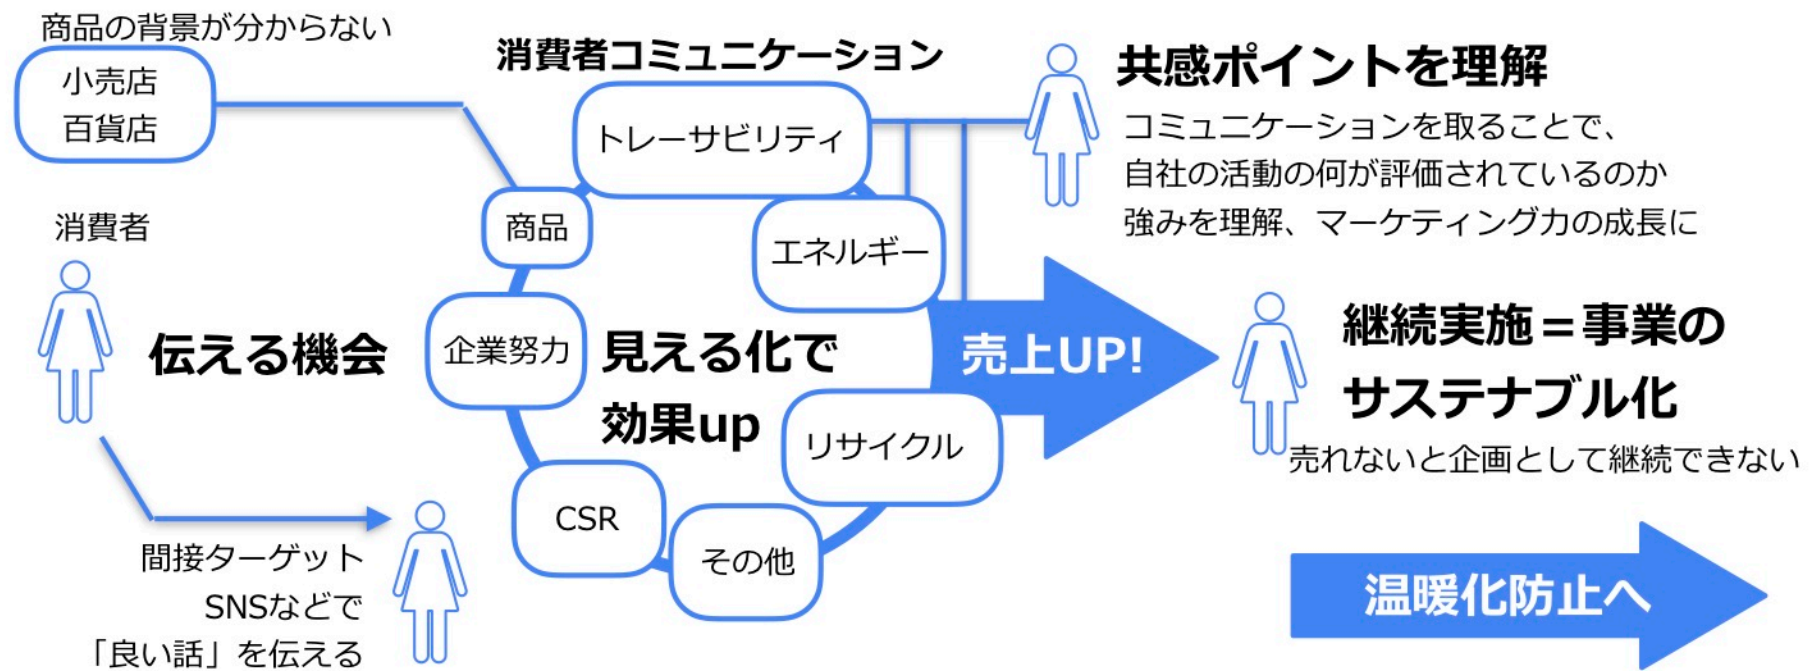 商品の背景が分からない
小売店
百貨店
消費者コミュニケーション
トレーサビリティ
共感ポイントを理解
コミュニケーションを取ることで、
自社の活動の何が評価されているのか
強みを理解、マーケティング力の成長に
消費者
商品
エネルギー
伝える機会
企業努力
見える化で
効果up
売上UP!
継続実施＝事業の
サステナブル化
売れないと企画として継続できない
リサイクル
CSR
その他
間接ターゲット
SNSなどで
「良い話」を伝える
温暖化防止へ